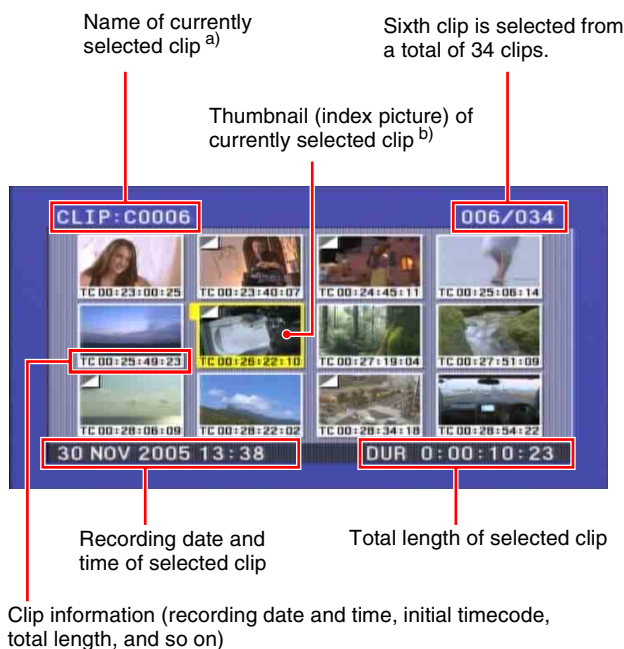 Name of currently
selected clip a)
Sixth clip is selected from
a total of 34 clips.
Thumbnail (index picture) of
currently selected clip b)
CLIP:C0006
006/034
TC 00:23:00:25
TC 00:23:40:07
TC 00:24:45:11
TC 00:25:06:14
TC 00:25:49:23
TC 00:26:22:10
TC 00:27:19:04
TC 00:27:51:09
TC 00:28:06:09
TC 00:28:22:02
TC 00:28:34:18
TC 00:28:54:22
30 NOV 2005 13:38
DUR 0:00:10:23
Recording date and
time of selected clip
Total length of selected clip
Clip information (recording date and time, initial timecode,
total length, and so on)